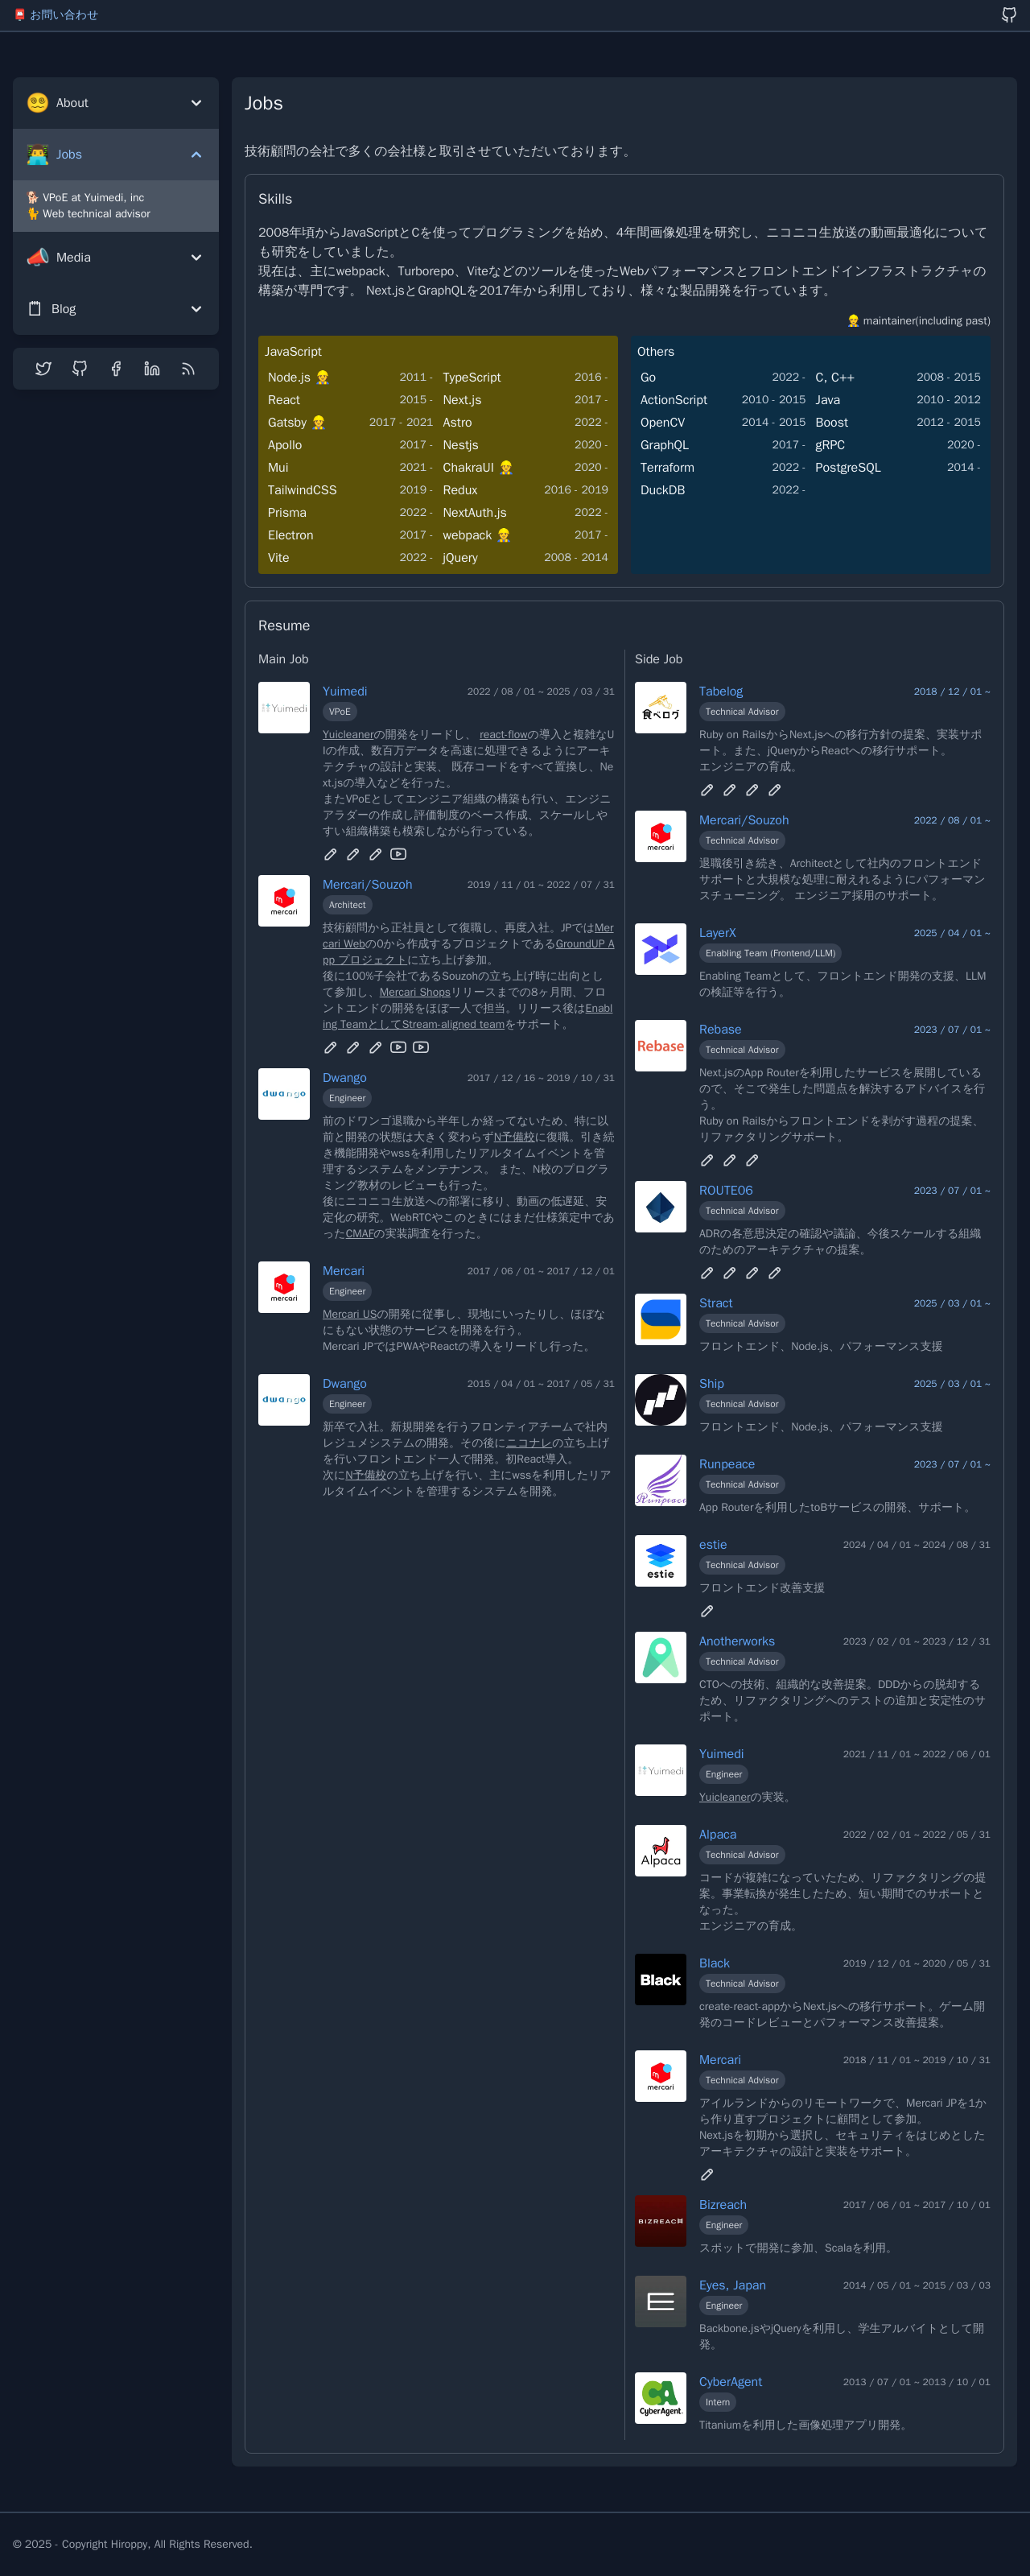 📮 お問い合わせ
About
Jobs
🐕 VPoE at Yuimedi, inc
🐈 Web technical advisor
Media
Blog
Jobs
技術顧問の会社で多くの会社様と取引させていただいております。
Skills
2008年頃からJavaScriptとCを使ってプログラミングを始め、4年間画像処理を研究し、ニコニコ生放送の動画最適化について
も研究をしていました。
現在は、主にwebpack、Turborepo、Viteなどのツールを使ったWebパフォーマンスとフロントエンドインフラストラクチャの
構築が専門です。 Next.jsとGraphQLを2017年から利用しており、様々な製品開発を行っています。
👷 maintainer(including past)
JavaScript
Node.js 👷 2011 - TypeScript 2016 -
React 2015 - Next.js 2017 -
Gatsby 👷 2017 - 2021 Astro 2022 -
Apollo 2017 - Nestjs 2020 -
Mui 2021 - ChakraUI 👷 2020 -
TailwindCSS 2019 - Redux 2016 - 2019
Prisma 2022 - NextAuth.js 2022 -
Electron 2017 - webpack 👷 2017 -
Vite 2022 - jQuery 2008 - 2014
Others
Go 2022 - C, C++ 2008 - 2015
ActionScript 2010 - 2015 Java 2010 - 2012
OpenCV 2014 - 2015 Boost 2012 - 2015
GraphQL 2017 - gRPC 2020 -
Terraform 2022 - PostgreSQL 2014 -
DuckDB 2022 -
Resume
Main Job
Yuimedi
Yuimedi 2022 / 08 / 01 ~ 2025 / 03 / 31
VPoE
Yuicleanerの開発をリードし、 react-flowの導入と複雑なU
Iの作成、数百万データを高速に処理できるようにアーキ
テクチャの設計と実装、 既存コードをすべて置換し、Ne
xt.jsの導入などを行った。
またVPoEとしてエンジニア組織の構築も行い、エンジニ
アラダーの作成し評価制度のベース作成、スケールしや
すい組織構築も模索しながら行っている。
mercari
Mercari/Souzoh 2019 / 11 / 01 ~ 2022 / 07 / 31
Architect
技術顧問から正社員として復職し、再度入社。JPではMer
cari Webの0から作成するプロジェクトであるGroundUP A
pp プロジェクトに立ち上げ参加。
後に100%子会社であるSouzohの立ち上げ時に出向とし
て参加し、Mercari Shopsリリースまでの8ヶ月間、フロ
ントエンドの開発をほぼ一人で担当。リリース後はEnabl
ing TeamとしてStream-aligned teamをサポート。
dwango
Dwango 2017 / 12 / 16 ~ 2019 / 10 / 31
Engineer
前のドワンゴ退職から半年しか経ってないため、特に以
前と開発の状態は大きく変わらずN予備校に復職。引き続
き機能開発やwssを利用したリアルタイムイベントを管
理するシステムをメンテナンス。 また、N校のプログラ
ミング教材のレビューも行った。
後にニコニコ生放送への部署に移り、動画の低遅延、安
定化の研究。WebRTCやこのときにはまだ仕様策定中であ
ったCMAFの実装調査を行った。
mercari
Mercari 2017 / 06 / 01 ~ 2017 / 12 / 01
Engineer
Mercari USの開発に従事し、現地にいったりし、ほぼな
にもない状態のサービスを開発を行う。
Mercari JPではPWAやReactの導入をリードし行った。
dwango
Dwango 2015 / 04 / 01 ~ 2017 / 05 / 31
Engineer
新卒で入社。新規開発を行うフロンティアチームで社内
レジュメシステムの開発。その後にニコナレの立ち上げ
を行いフロントエンド一人で開発。初React導入。
次にN予備校の立ち上げを行い、主にwssを利用したリア
ルタイムイベントを管理するシステムを開発。
Side Job
食べログ
Tabelog 2018 / 12 / 01 ~
Technical Advisor
Ruby on RailsからNext.jsへの移行方針の提案、実装サポ
ート。また、jQueryからReactへの移行サポート。
エンジニアの育成。
mercari
Mercari/Souzoh 2022 / 08 / 01 ~
Technical Advisor
退職後引き続き、Architectとして社内のフロントエンド
サポートと大規模な処理に耐えれるようにパフォーマン
スチューニング。 エンジニア採用のサポート。
LayerX 2025 / 04 / 01 ~
Enabling Team (Frontend/LLM)
Enabling Teamとして、フロントエンド開発の支援、LLM
の検証等を行う。
Rebase
Rebase 2023 / 07 / 01 ~
Technical Advisor
Next.jsのApp Routerを利用したサービスを展開している
ので、そこで発生した問題点を解決するアドバイスを行
う。
Ruby on Railsからフロントエンドを剥がす過程の提案、
リファクタリングサポート。
ROUTE06 2023 / 07 / 01 ~
Technical Advisor
ADRの各意思決定の確認や議論、今後スケールする組織
のためのアーキテクチャの提案。
Stract 2025 / 03 / 01 ~
Technical Advisor
フロントエンド、Node.js、パフォーマンス支援
Ship 2025 / 03 / 01 ~
Technical Advisor
フロントエンド、Node.js、パフォーマンス支援
Runpeace
Runpeace 2023 / 07 / 01 ~
Technical Advisor
App Routerを利用したtoBサービスの開発、サポート。
estie
estie 2024 / 04 / 01 ~ 2024 / 08 / 31
Technical Advisor
フロントエンド改善支援
Anotherworks 2023 / 02 / 01 ~ 2023 / 12 / 31
Technical Advisor
CTOへの技術、組織的な改善提案。DDDからの脱却する
ため、リファクタリングへのテストの追加と安定性のサ
ポート。
Yuimedi
Yuimedi 2021 / 11 / 01 ~ 2022 / 06 / 01
Engineer
Yuicleanerの実装。
Alpaca
Alpaca 2022 / 02 / 01 ~ 2022 / 05 / 31
Technical Advisor
コードが複雑になっていたため、リファクタリングの提
案。事業転換が発生したため、短い期間でのサポートと
なった。
エンジニアの育成。
Black
Black 2019 / 12 / 01 ~ 2020 / 05 / 31
Technical Advisor
create-react-appからNext.jsへの移行サポート。ゲーム開
発のコードレビューとパフォーマンス改善提案。
mercari
Mercari 2018 / 11 / 01 ~ 2019 / 10 / 31
Technical Advisor
アイルランドからのリモートワークで、Mercari JPを1か
ら作り直すプロジェクトに顧問として参加。
Next.jsを初期から選択し、セキュリティをはじめとした
アーキテクチャの設計と実装をサポート。
BIZREACH
Bizreach 2017 / 06 / 01 ~ 2017 / 10 / 01
Engineer
スポットで開発に参加、Scalaを利用。
Eyes, Japan 2014 / 05 / 01 ~ 2015 / 03 / 03
Engineer
Backbone.jsやjQueryを利用し、学生アルバイトとして開
発。
CA
CyberAgent.
CyberAgent 2013 / 07 / 01 ~ 2013 / 10 / 01
Intern
Titaniumを利用した画像処理アプリ開発。
© 2025 - Copyright Hiroppy, All Rights Reserved.